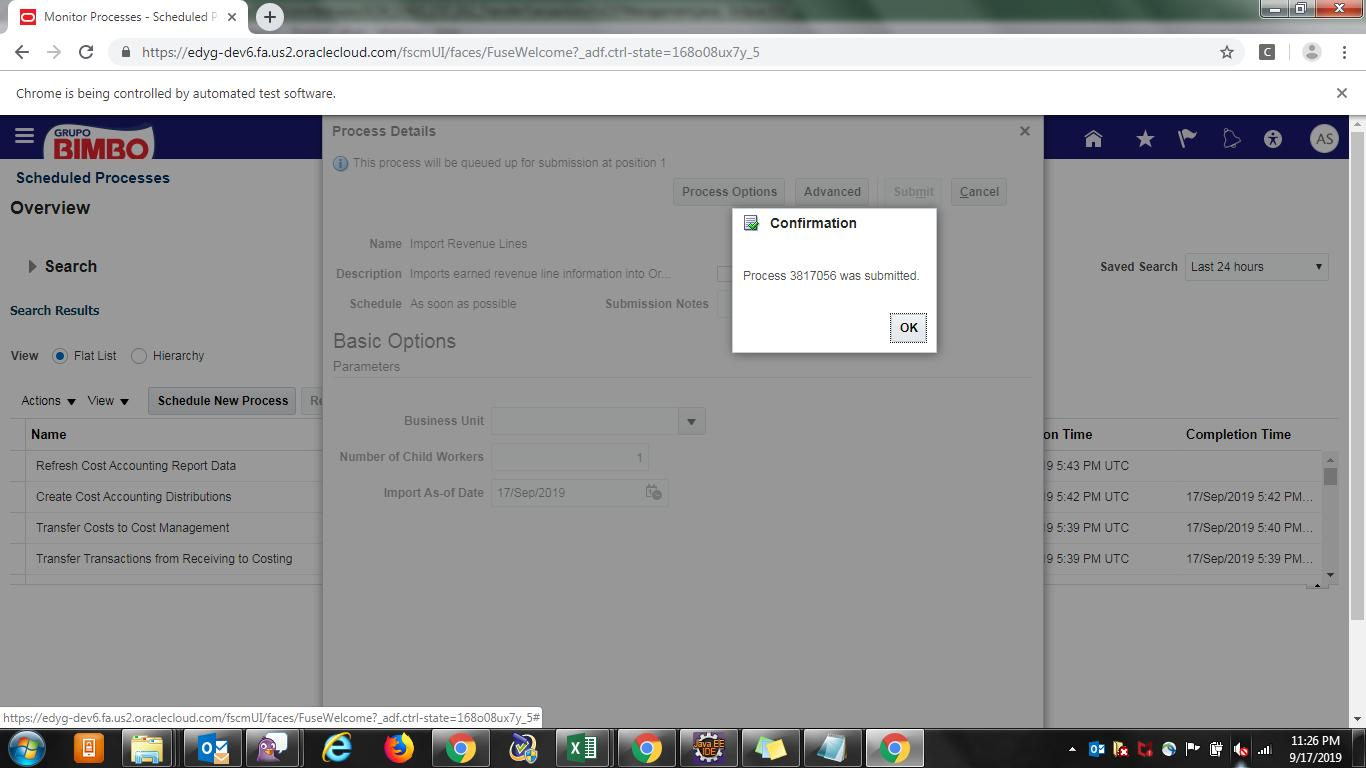 Monitor Processes - Scheduled P
https://edyg-dev6.fa.us2.oraclecloud.com/fscmUI/faces/FuseWelcome?_adf.ctrl-state=168o08ux7y_5
C
Chrome is being controlled by automated test software.
GRUPO
BIMBO
AS
Scheduled Processes
Overview
Search
Saved Search Last 24 hours
Search Results
View Flat List Hierarchy
Actions View Schedule New Process
Name
Refresh Cost Accounting Report Data
Create Cost Accounting Distributions
Transfer Costs to Cost Management
Transfer Transactions from Receiving to Costing
Process Details
This process will be queued up for submission at position 1
Process Options Advanced Submit Cancel
Name Import Revenue Lines
Description Imports earned revenue line information into Or...
Schedule As soon as possible Submission Notes
Basic Options
Parameters
Business Unit
Number of Child Workers 1
Import As-of Date 17/Sep/2019
Confirmation
Process 3817056 was submitted.
OK
on Time Completion Time
9 5:43 PM UTC
9 5:42 PM UTC 17/Sep/2019 5:42 PM...
9 5:39 PM UTC 17/Sep/2019 5:40 PM...
9 5:39 PM UTC 17/Sep/2019 5:39 PM...
https://edyg-dev6.fa.us2.oraclecloud.com/fscmUI/faces/FuseWelcome?_adf.ctrl-state=168o08ux7y_5#
Java EE
IDE
11:26 PM
9/17/2019